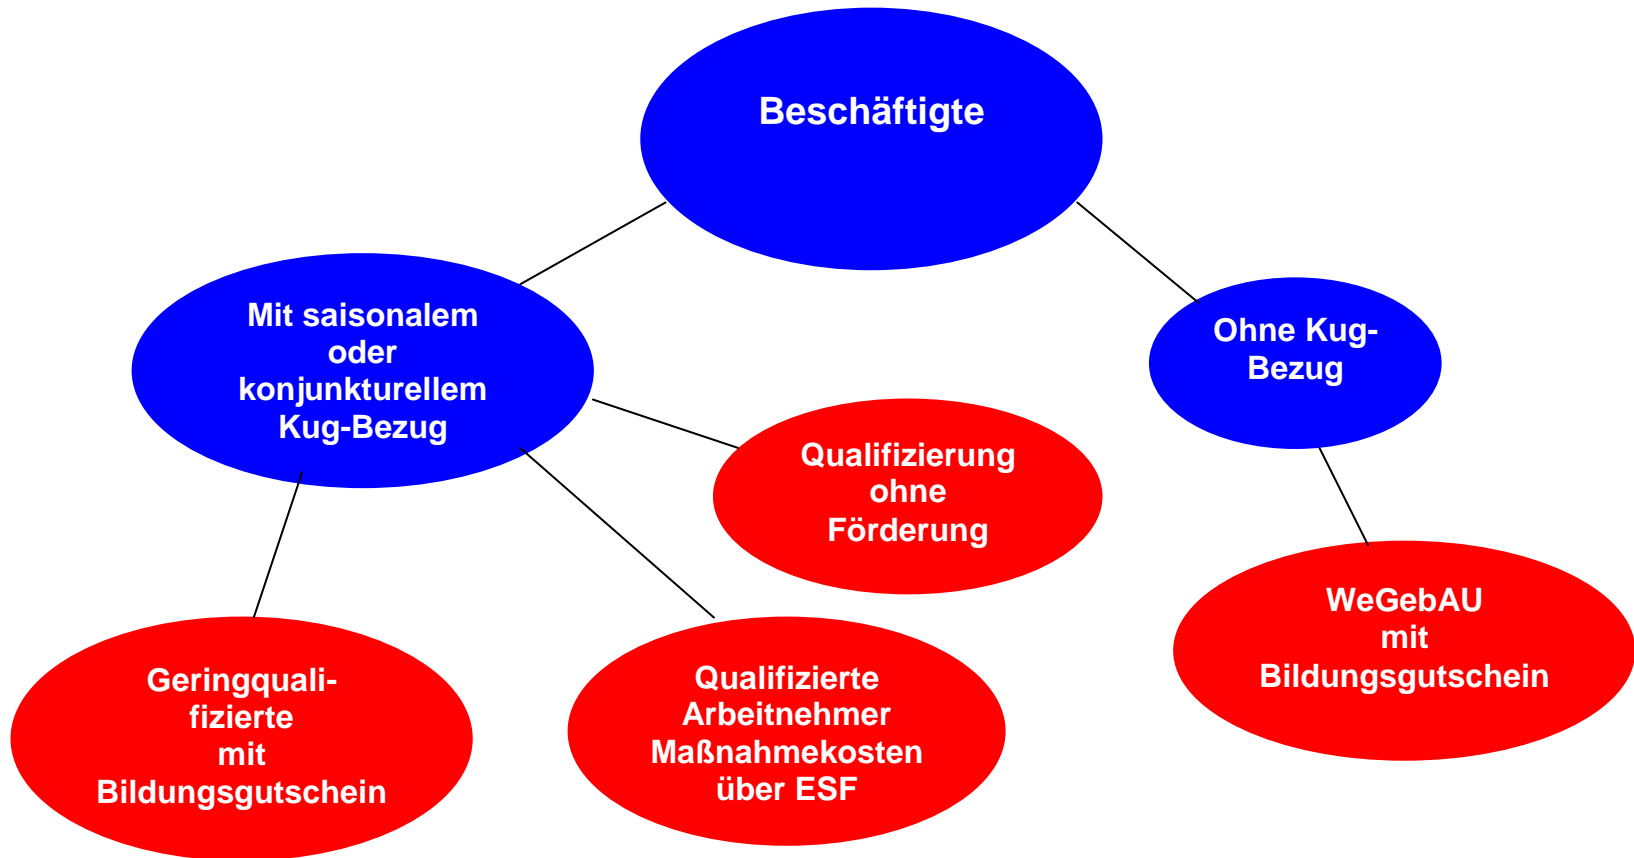 Beschäftigte
Mit saisonalem
oder
konjunkturellem
Kug-Bezug
Ohne Kug-
Bezug
Qualifizierung
ohne
Förderung
WeGebAU
mit
Bildungsgutschein
Geringquali-
fizierte
mit
Bildungsgutschein
Qualifizierte
Arbeitnehmer
Maßnahmekosten
über ESF